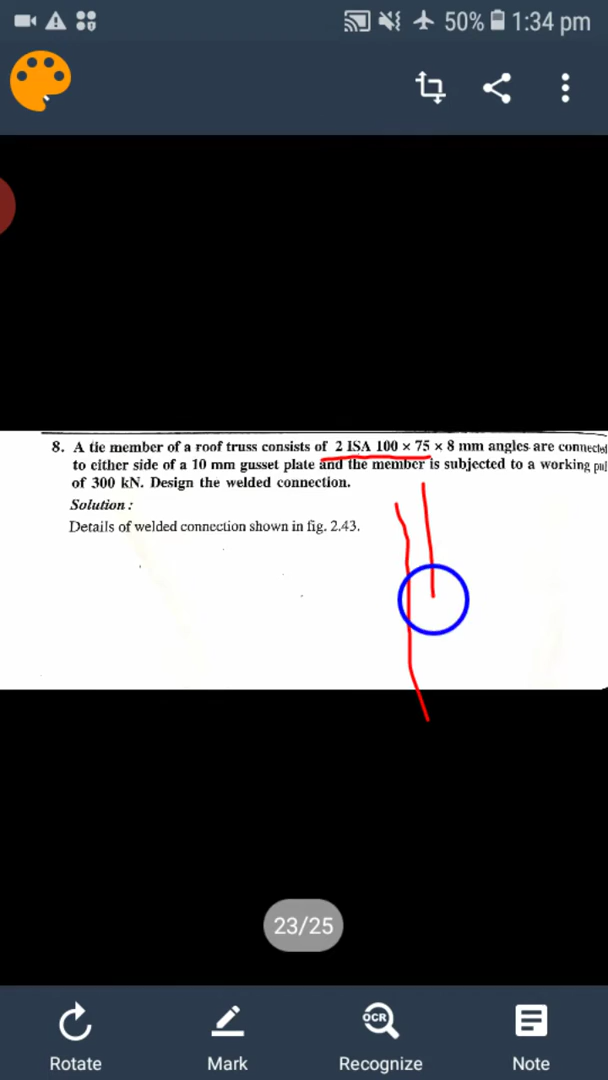 50% 1:34 pm
8. A tie member of a roof truss consists of 2 ISA 100 × 75 × 8 mm angles are connected
to either side of a 10 mm gusset plate and the member is subjected to a working pul
of 300 kN. Design the welded connection.
Solution :
Details of welded connection shown in fig. 2.43.
23/25
OCR
Rotate Mark Recognize Note